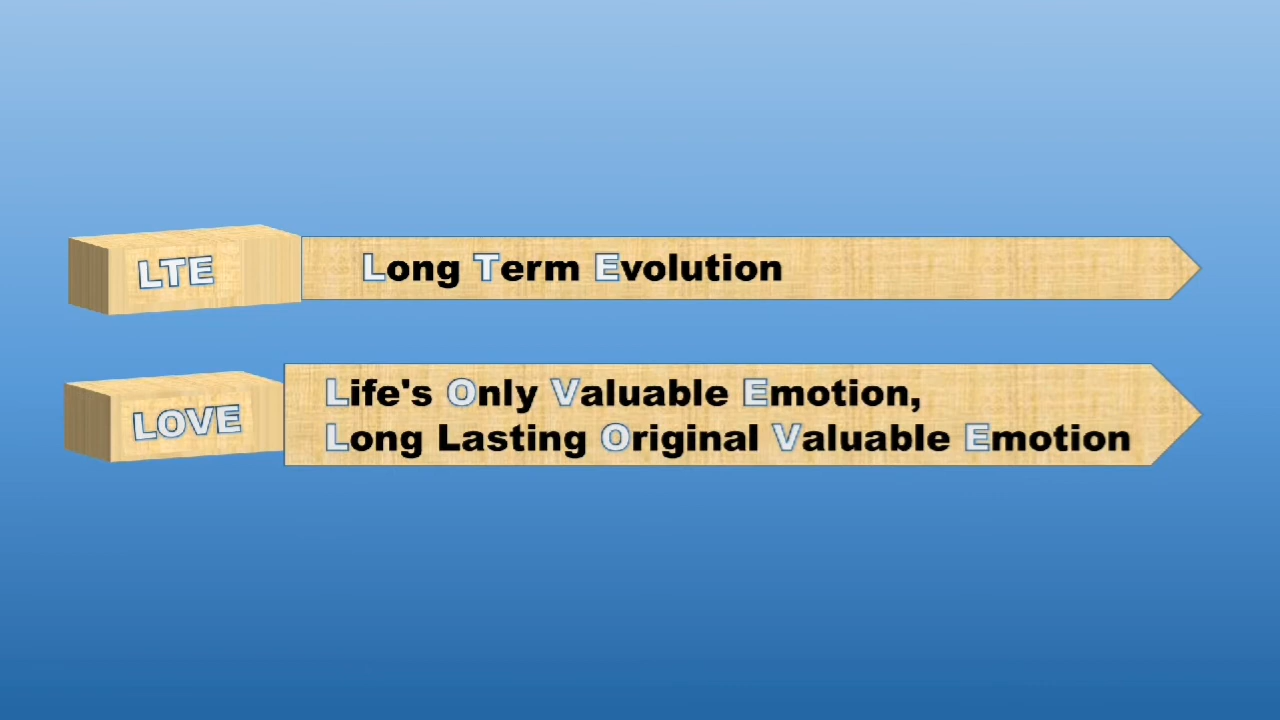 LTE
Long Term Evolution
LOVE
Life's Only Valuable Emotion,
Long Lasting Original Valuable Emotion